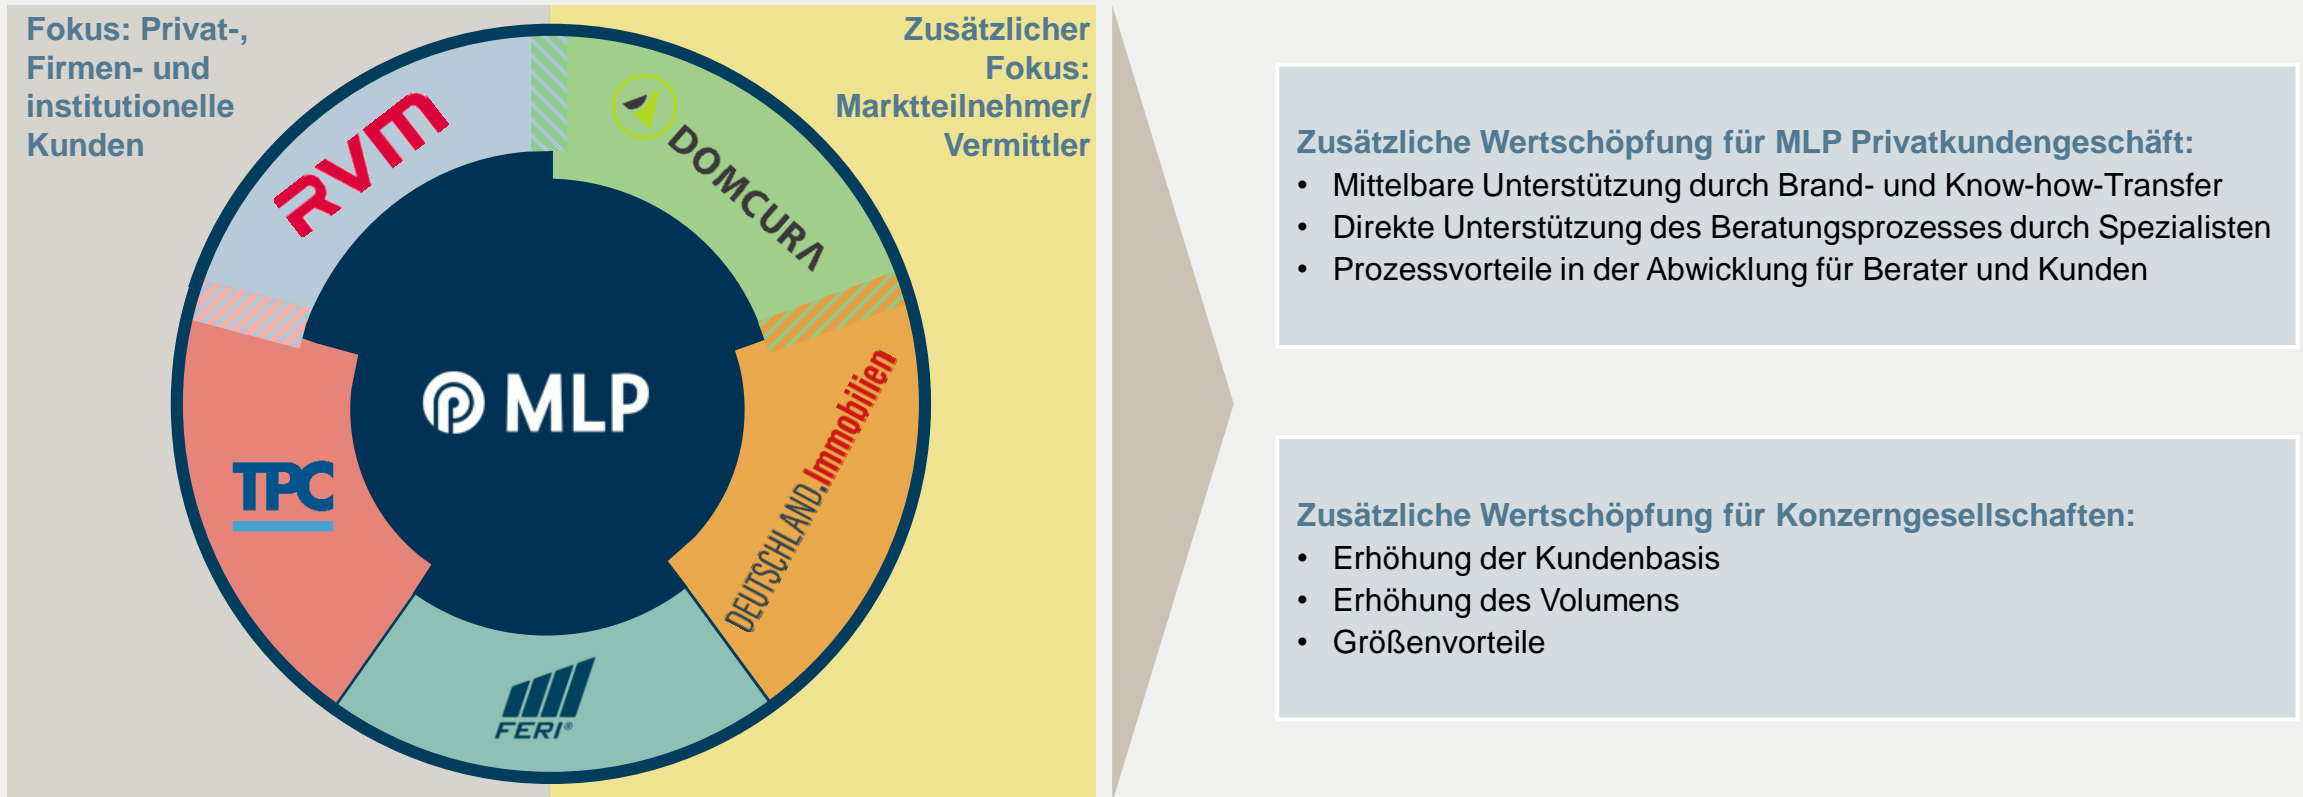 Fokus: Privat-,
Firmen- und
institutionelle
Kunden
Zusätzlicher
Fokus:
Marktteilnehmer/
Vermittler
RVM
DOMCURA
MLP
TPC
DEUTSCHLAND.Immobilien
FERI®
Zusätzliche Wertschöpfung für MLP Privatkundengeschäft:
• Mittelbare Unterstützung durch Brand- und Know-how-Transfer
• Direkte Unterstützung des Beratungsprozesses durch Spezialisten
• Prozessvorteile in der Abwicklung für Berater und Kunden
Zusätzliche Wertschöpfung für Konzerngesellschaften:
• Erhöhung der Kundenbasis
• Erhöhung des Volumens
• Größenvorteile